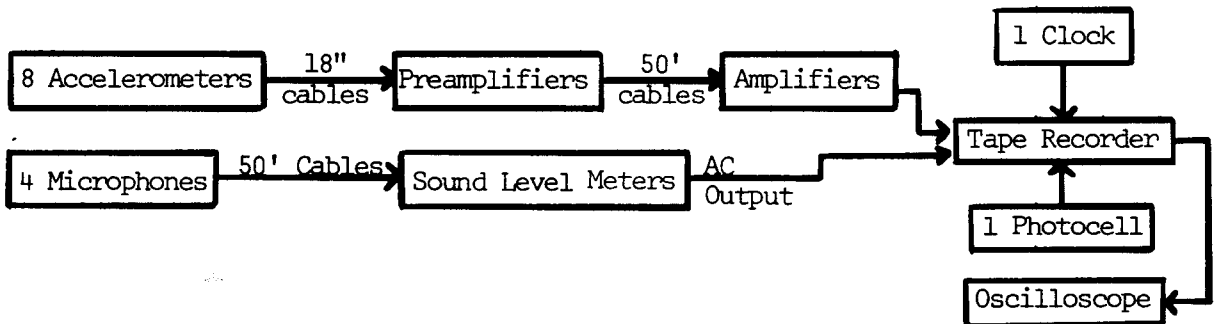 1 Clock
8 Accelerometers
18"
cables
Preamplifiers
50'
cables
Amplifiers
Tape Recorder
4 Microphones
50' Cables
Sound Level Meters
AC
Output
1 Photocell
Oscilloscope